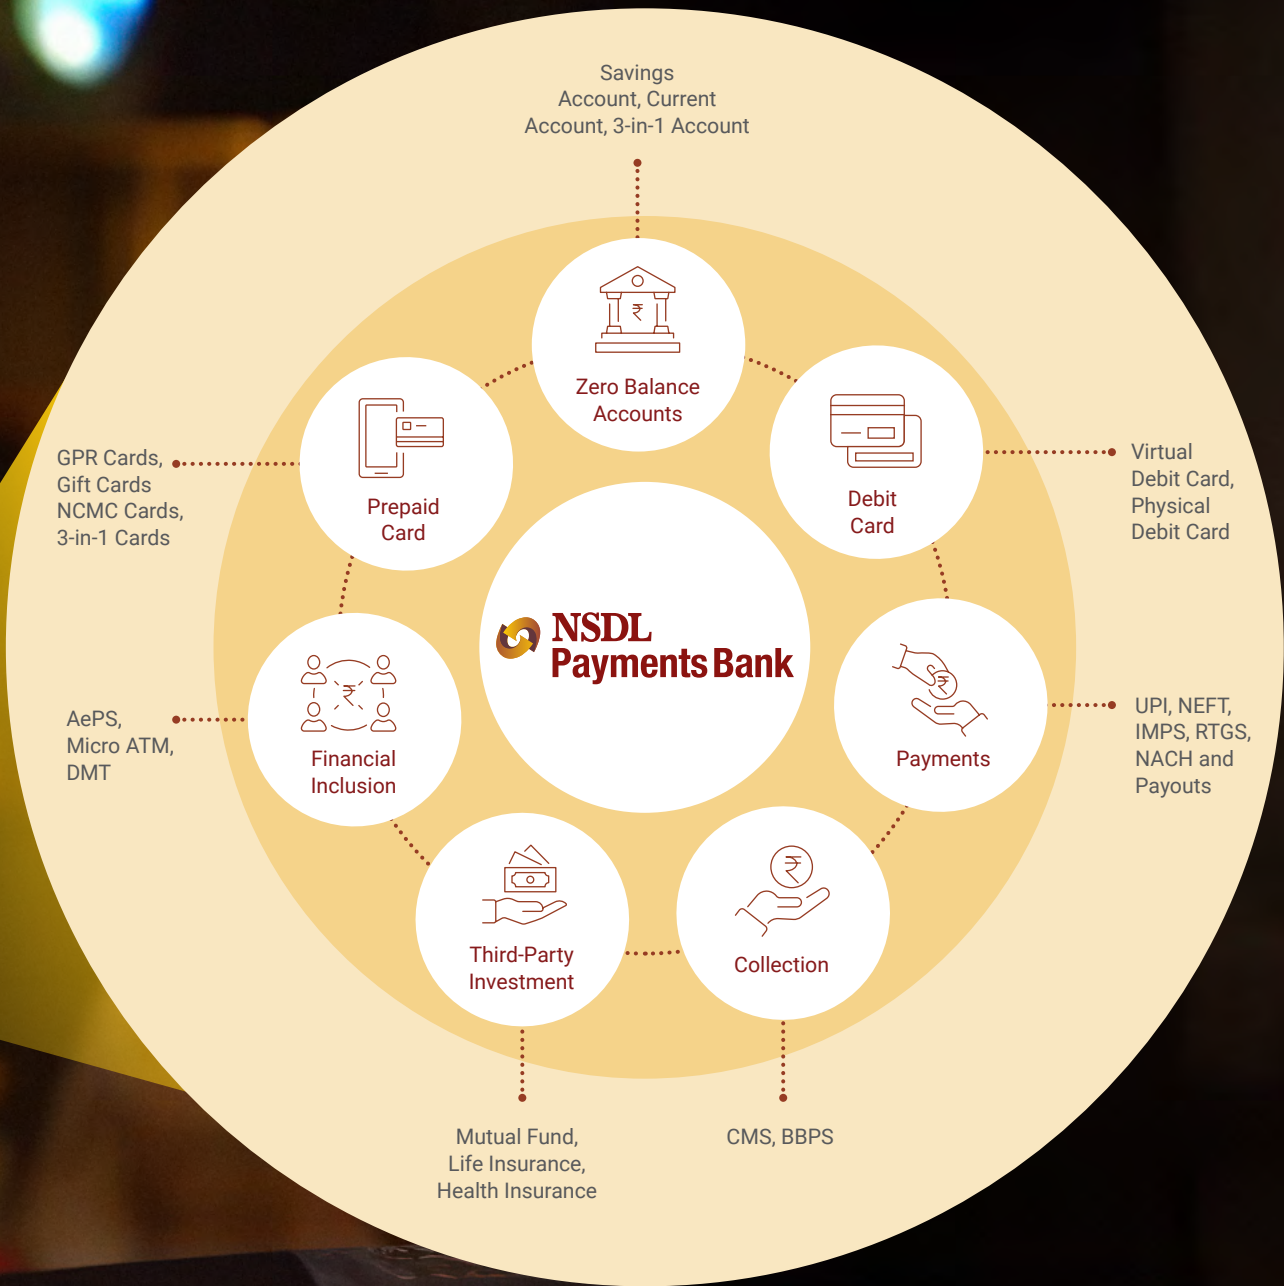 Savings
Account, Current
Account, 3-in-1 Account
Zero Balance
Accounts
Debit
Card
Virtual
Debit Card,
Physical
Debit Card
Payments
UPI, NEFT,
IMPS, RTGS,
NACH and
Payouts
Collection
CMS, BBPS
Third-Party
Investment
Mutual Fund,
Life Insurance,
Health Insurance
Financial
Inclusion
AePS,
Micro ATM,
DMT
Prepaid
Card
GPR Cards,
Gift Cards
NCMC Cards,
3-in-1 Cards
NSDL
Payments Bank